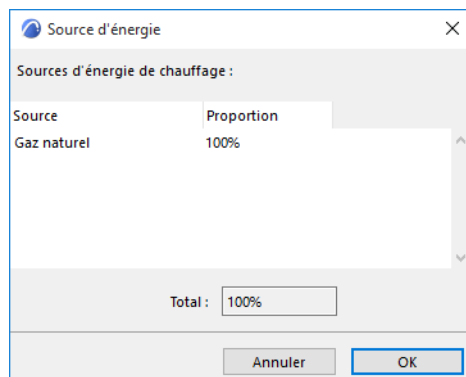 Source d'énergie
Sources d'énergie de chauffage :
Source Proportion
Gaz naturel 100%
Total : 100%
Annuler OK